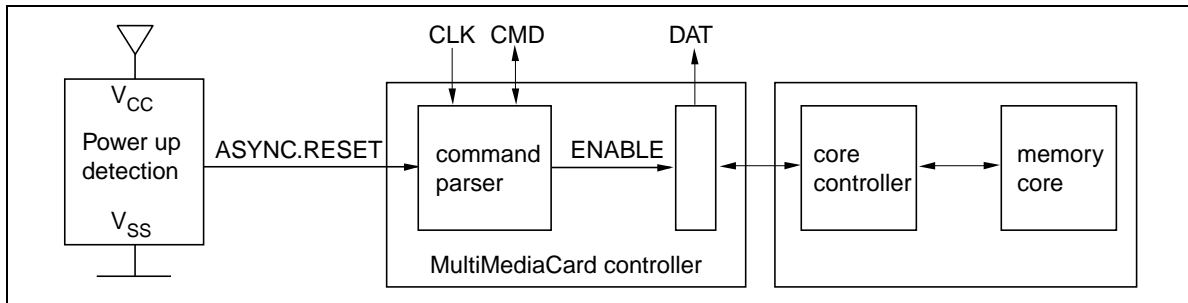 CLK CMD DAT
VCC
Power up
detection
VSS
ASYNC.RESET
command
parser
ENABLE
core
controller
memory
core
MultiMediaCard controller